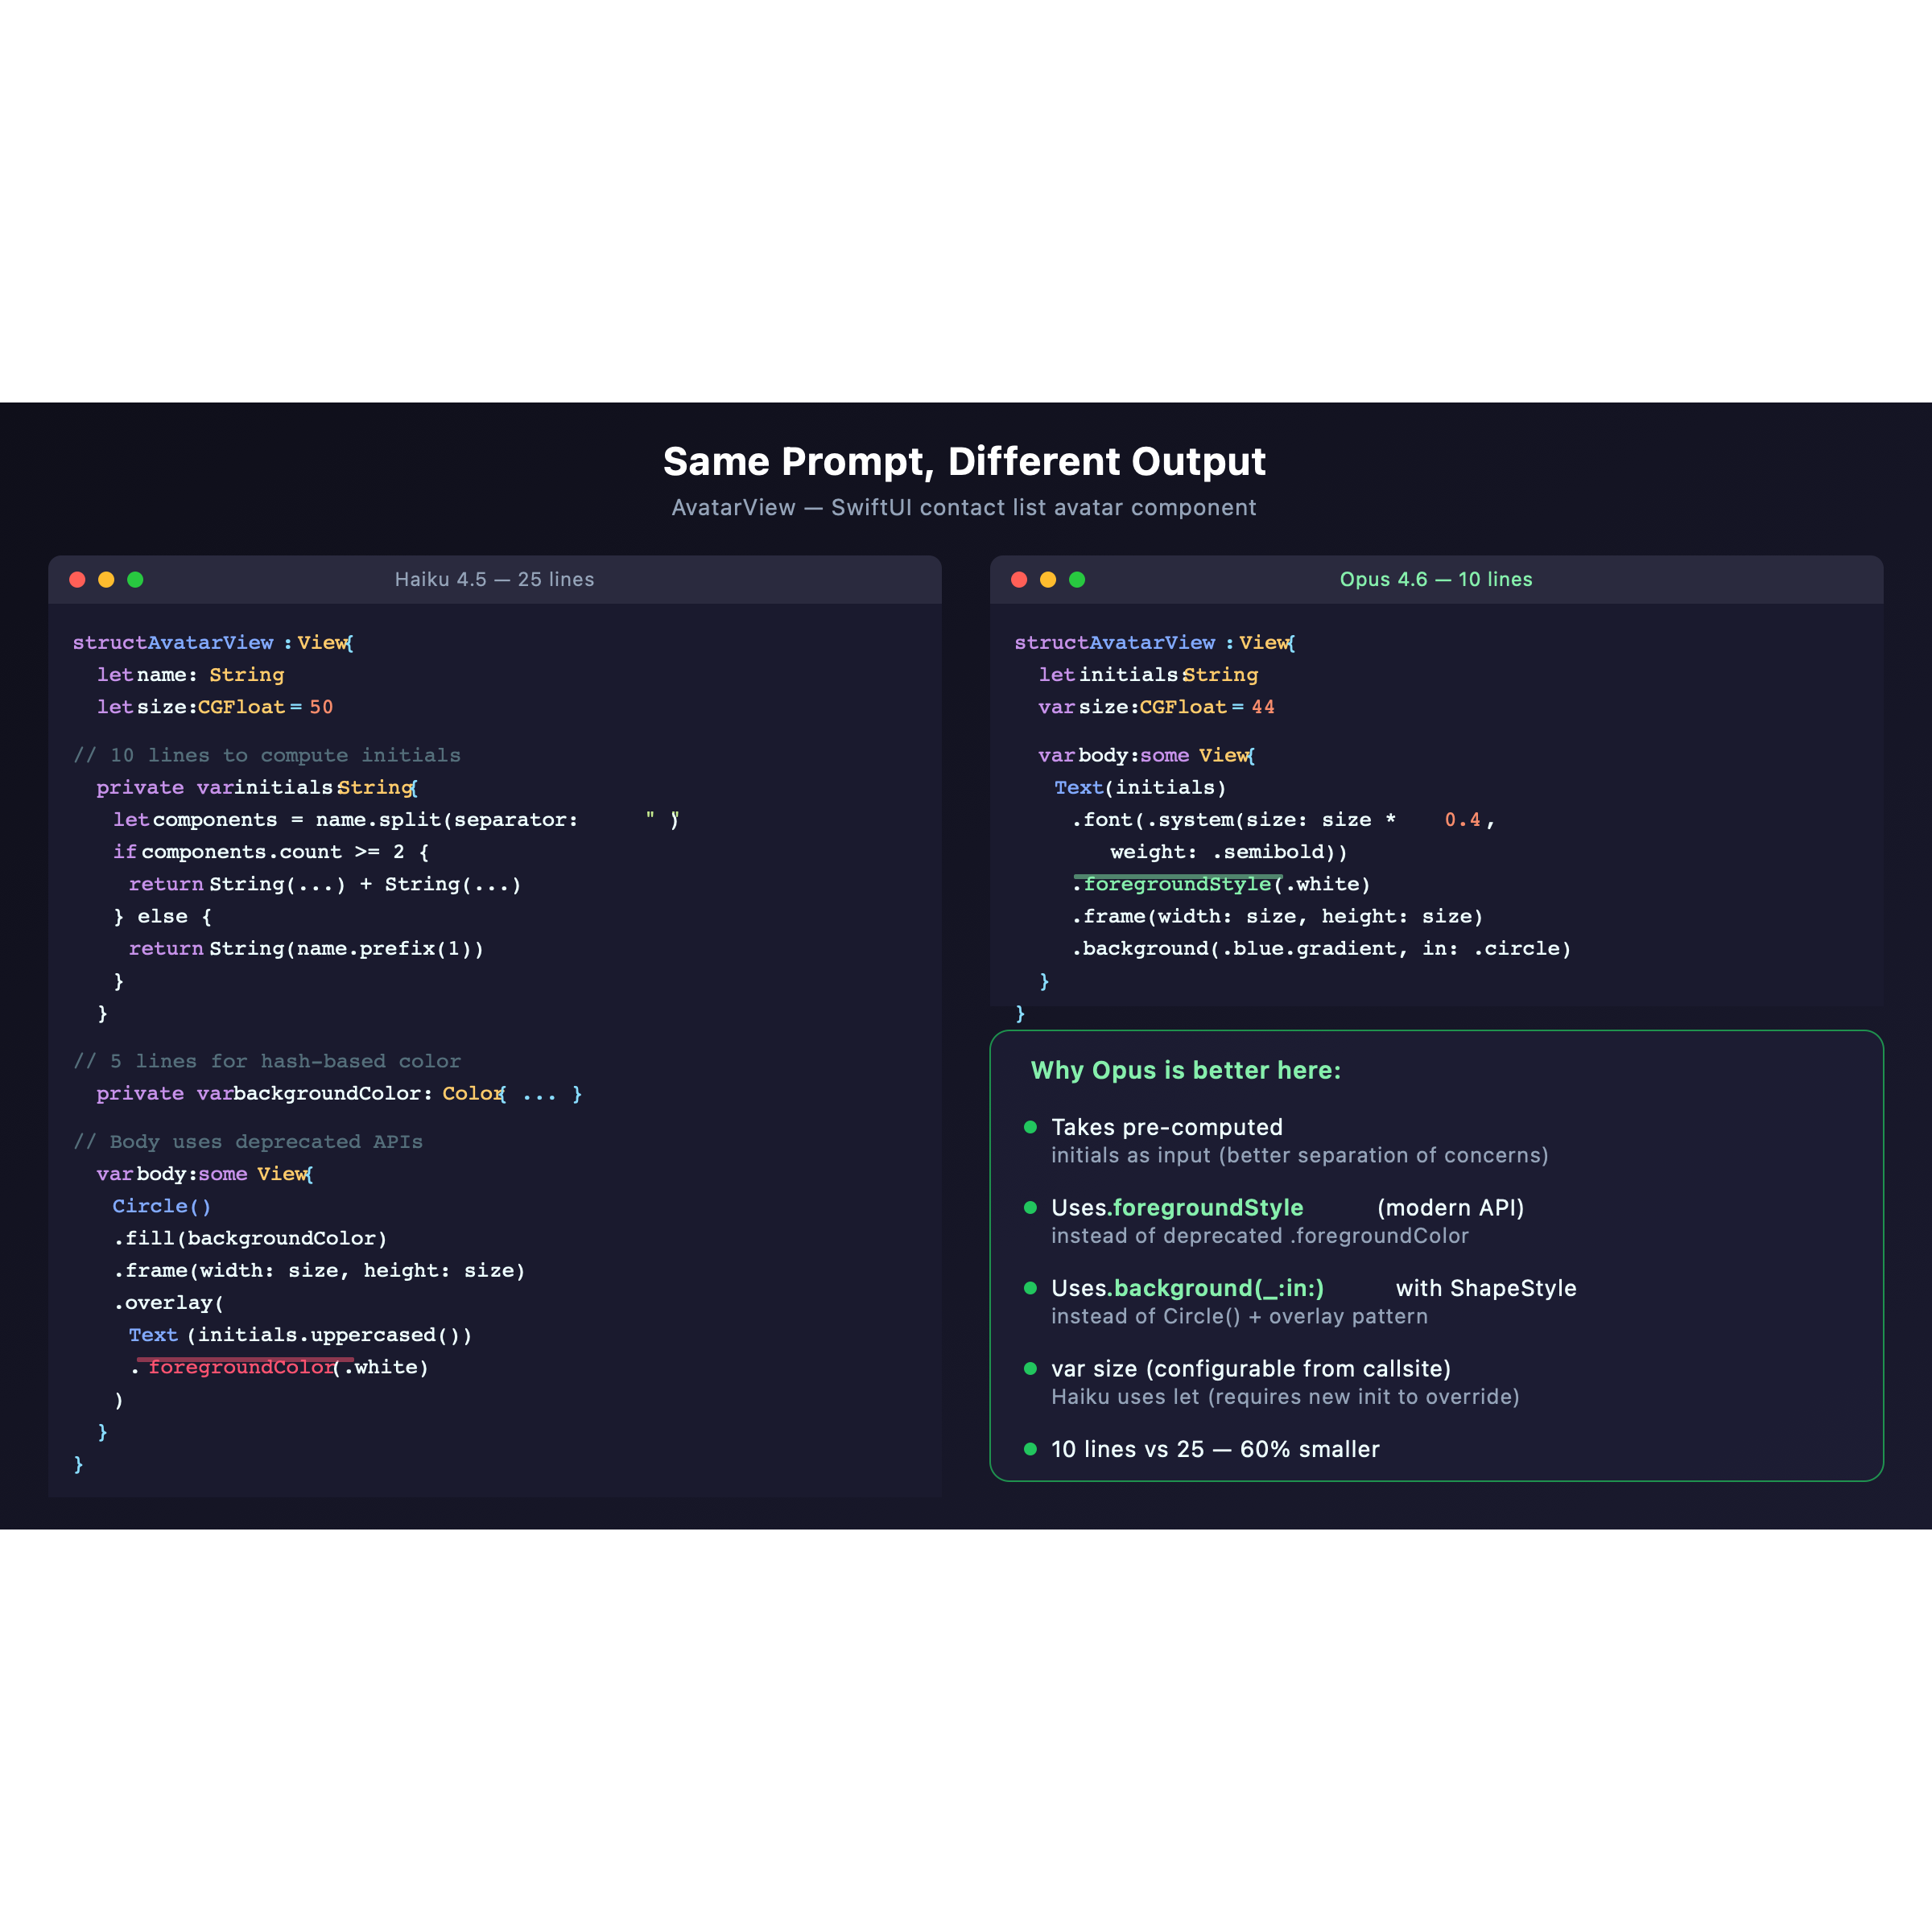 Same Prompt, Different Output
AvatarView — SwiftUI contact list avatar component
Haiku 4.5 — 25 lines
struct AvatarView : View {
let name: String
let size: CGFloat = 50
// 10 lines to compute initials
private var initials: String {
let components = name.split(separator: " ")
if components.count >= 2 {
return String(...) + String(...)
} else {
return String(name.prefix(1))
}
}
// 5 lines for hash-based color
private var backgroundColor: Color { ... }
// Body uses deprecated APIs
var body: some View {
Circle()
.fill(backgroundColor)
.frame(width: size, height: size)
.overlay(
Text (initials.uppercased())
. foregroundColor(.white)
)
}
}
Opus 4.6 — 10 lines
struct AvatarView : View {
let initials: String
var size: CGFloat = 44
var body: some View {
Text(initials)
.font(.system(size: size * 0.4 ,
weight: .semibold))
.foregroundStyle(.white)
.frame(width: size, height: size)
.background(.blue.gradient, in: .circle)
}
}
Why Opus is better here:
Takes pre-computed
initials as input (better separation of concerns)
Uses .foregroundStyle (modern API)
instead of deprecated .foregroundColor
Uses .background(_:in:) with ShapeStyle
instead of Circle() + overlay pattern
var size (configurable from callsite)
Haiku uses let (requires new init to override)
10 lines vs 25 — 60% smaller